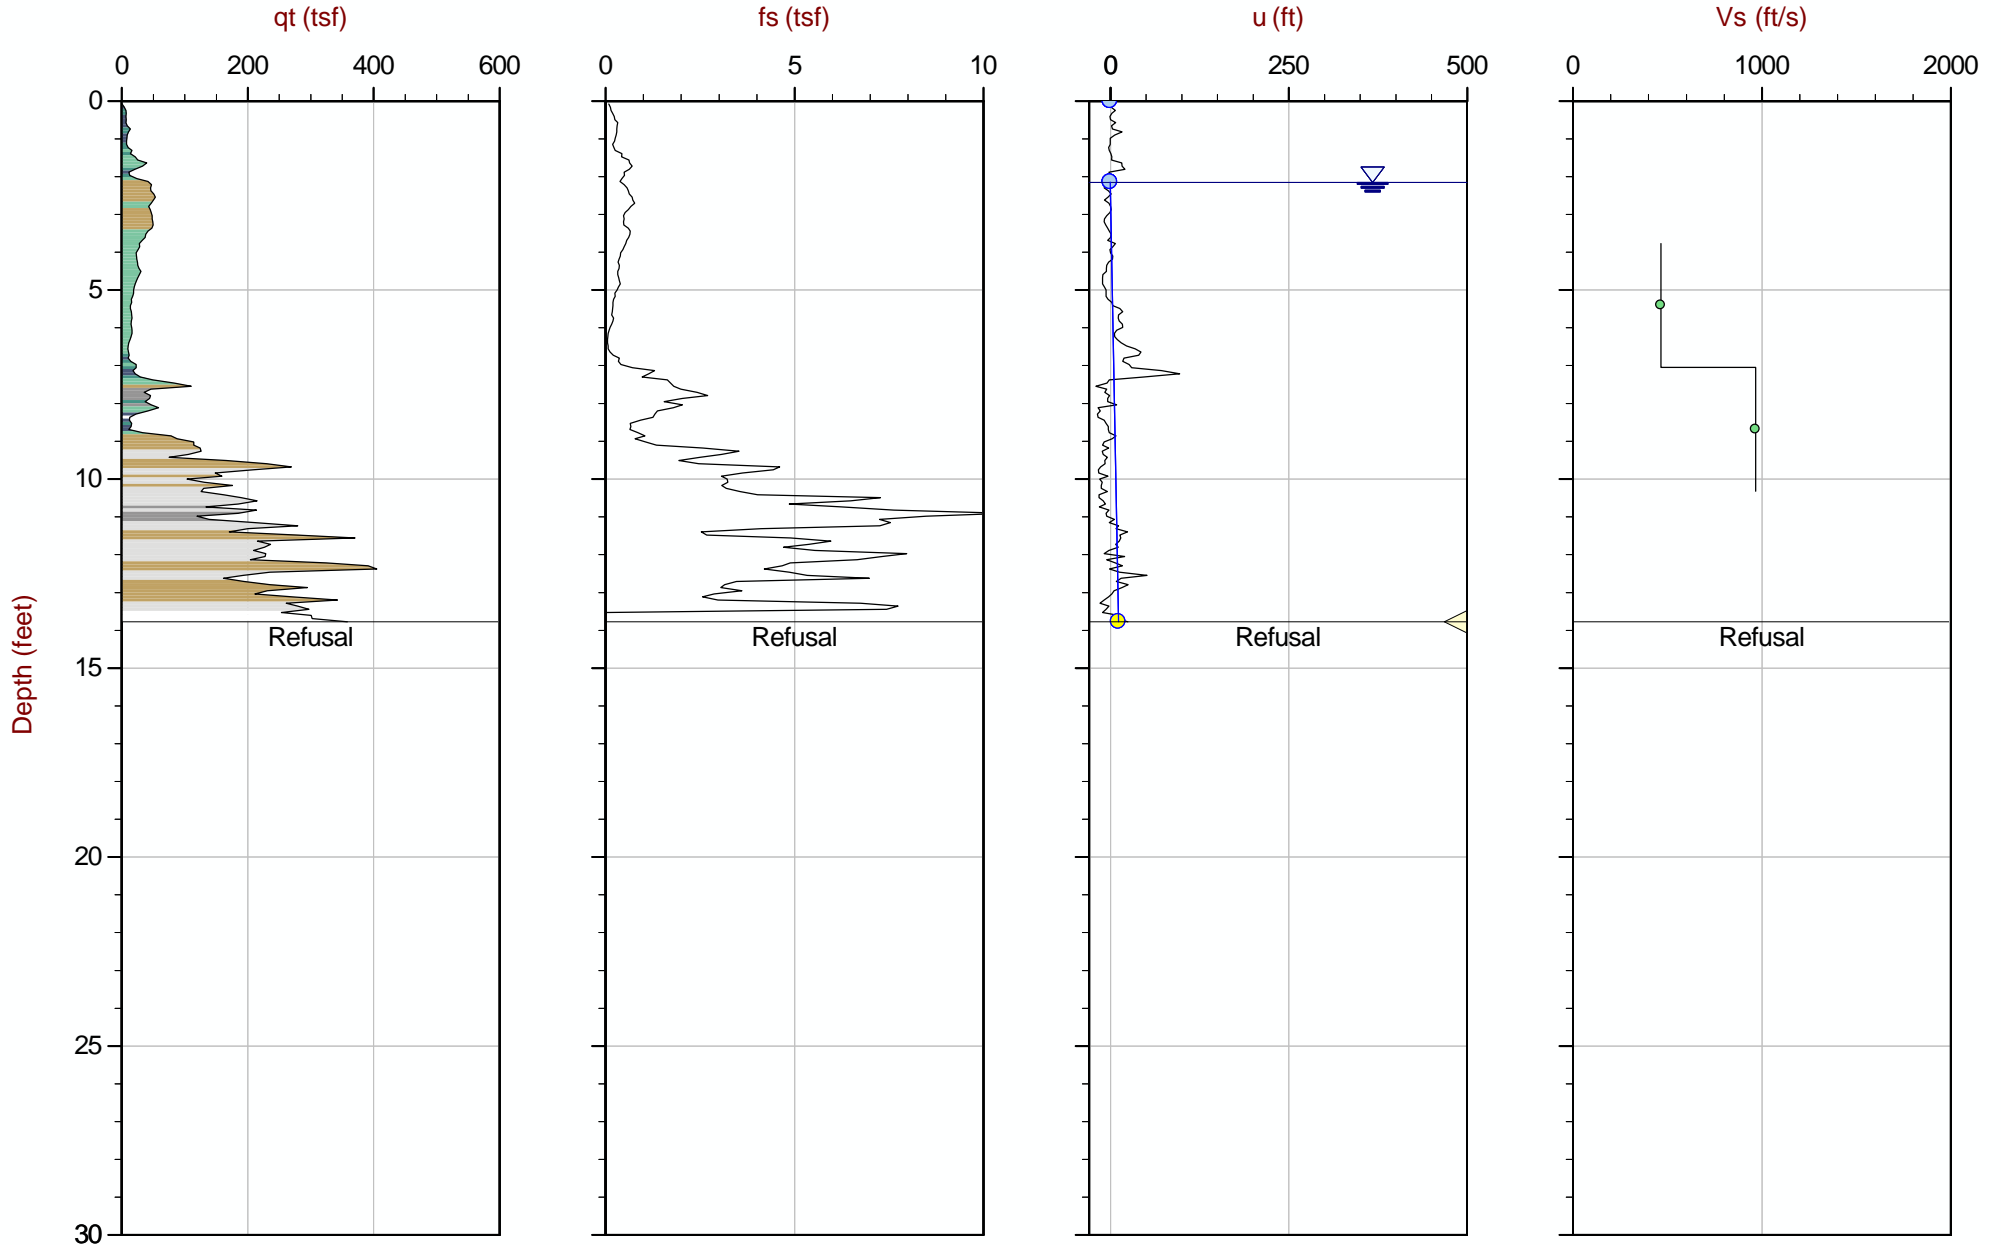 qt (tsf) fs (tsf) u (ft) Vs (ft/s)
0 200 400 600 0 5 10 0 250 500 0 1000 2000
0
5
10
Depth (feet)
Refusal Refusal Refusal Refusal
15
20
25
30